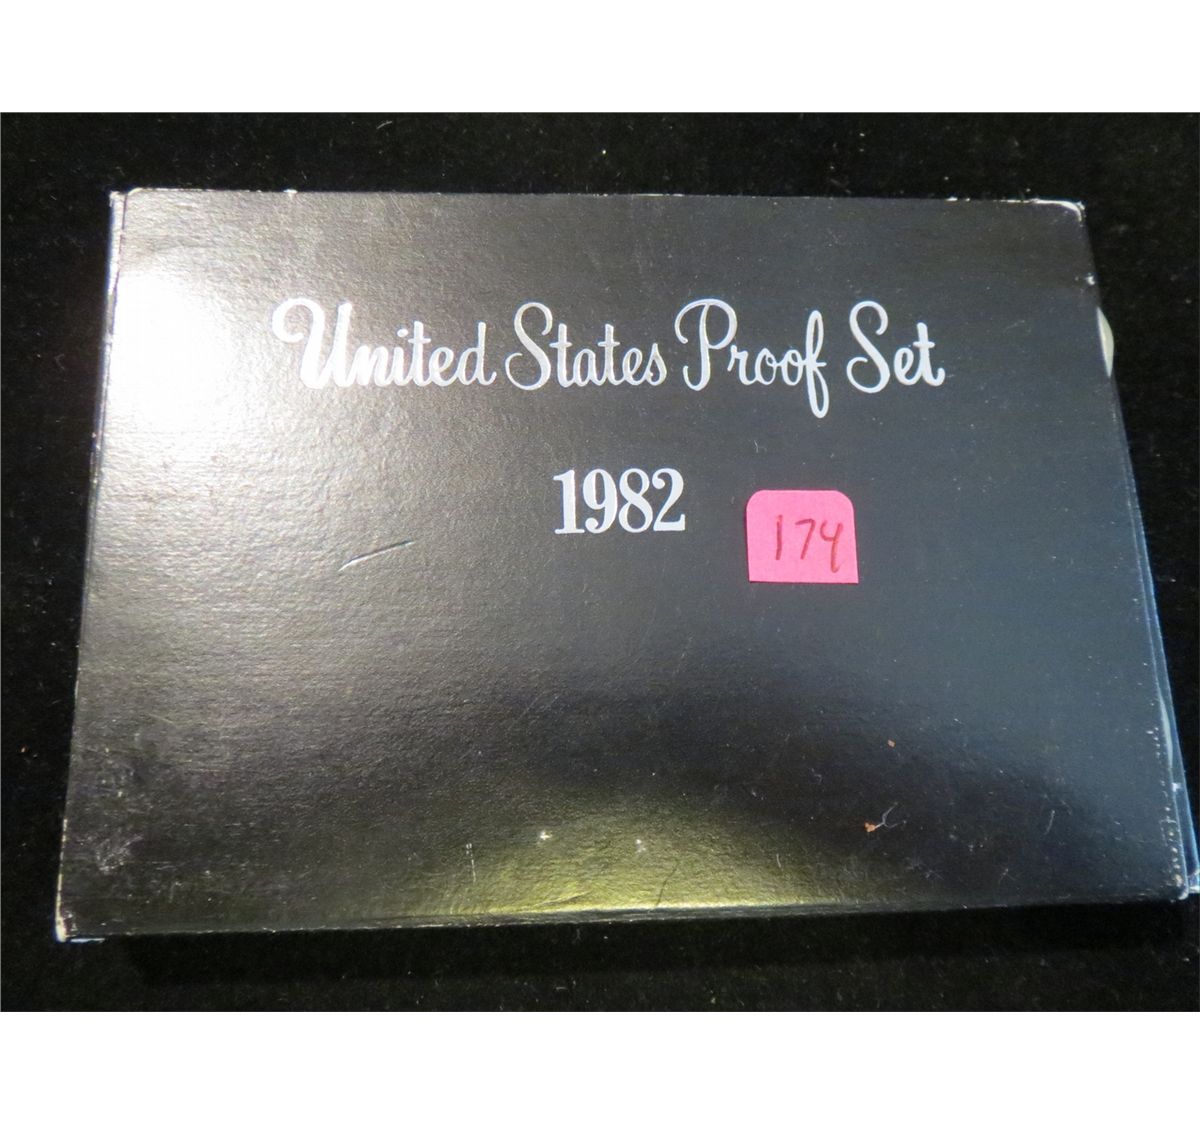 United States Proof Set
1982
174